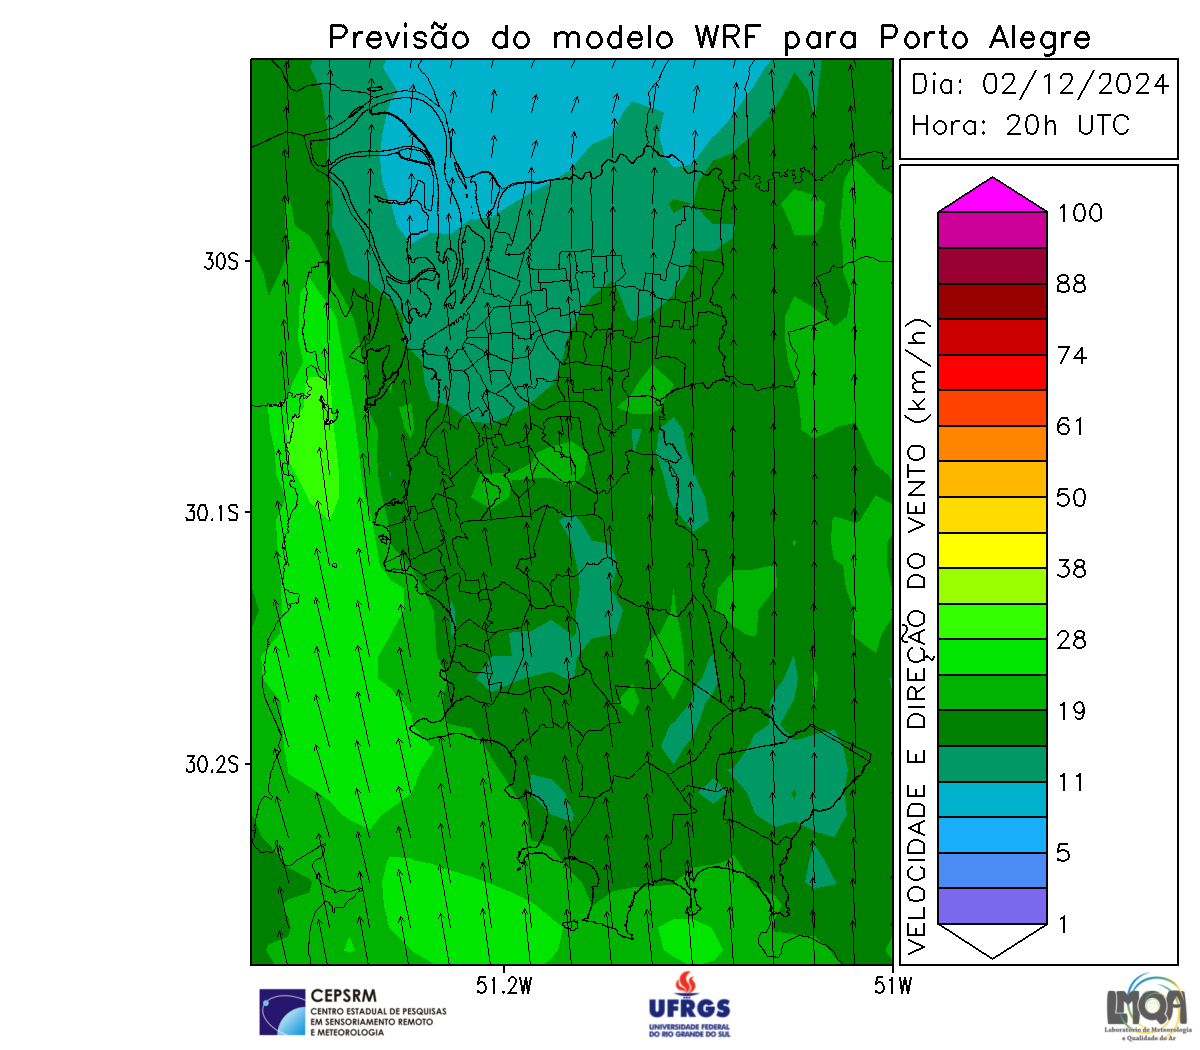 Previsão do modelo WRF para Porto Alegre
Dia: 02/12/2024
Hora: 20h UTC
100
88
74
61
50
38
28
19
11
5
1
VELOCIDADE E DIREÇÃO DO VENTO (km/h)
30S
30.1S
30.2S
51.2W
51W
CEPSRM
CENTRO ESTADUAL DE PESQUISAS
EM SENSORIAMENTO REMOTO
E METEOROLOGIA
UFRGS
UNIVERSIDADE FEDERAL
DO RIO GRANDE DO SUL
LMQA
Laboratório de Meteorologia
e Qualidade do Ar